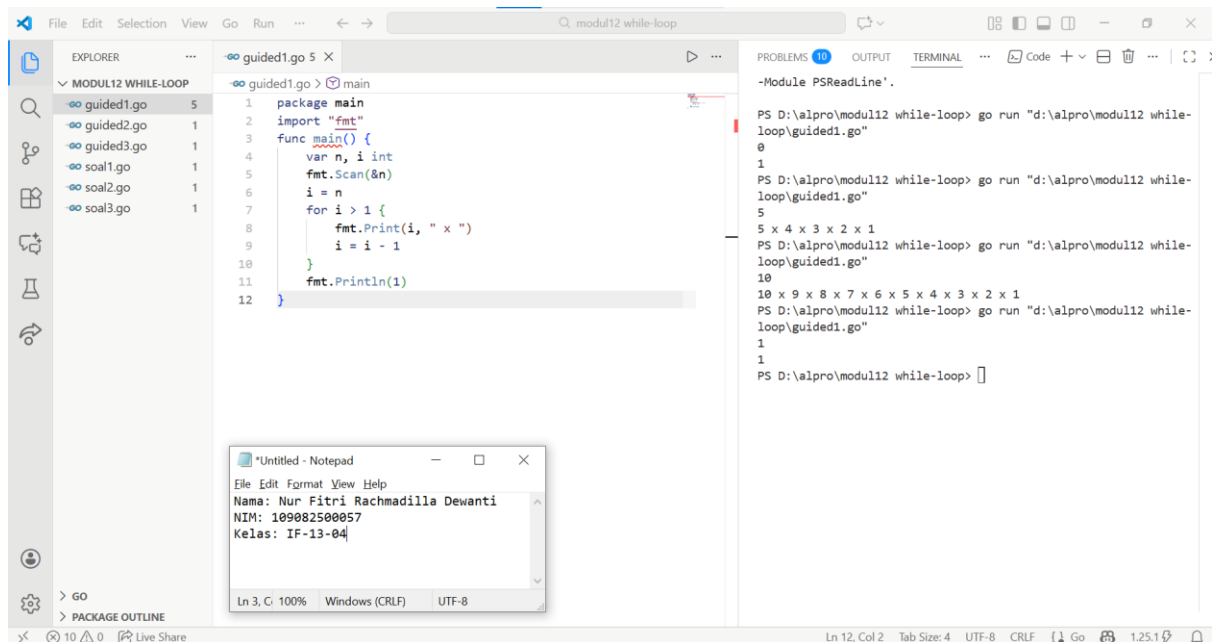 File Edit Selection View Go Run ... modul12 while-loop
EXPLORER ...
MODUL12 WHILE-LOOP
guided1.go 5
guided2.go 1
guided3.go 1
soal1.go 1
soal2.go 1
soal3.go 1
GO
PACKAGE OUTLINE
guided1.go 5
guided1.go > main
1 package main
2 import "fmt"
3 func main() {
4 var n, i int
5 fmt.Scan(&n)
6 i = n
7 for i > 1 {
8 fmt.Print(i, " x ")
9 i = i - 1
10 }
11 fmt.Println(1)
12 }
*Untitled - Notepad
File Edit Format View Help
Nama: Nur Fitri Rachmadilla Dewanti
NIM: 109082500057
Kelas: IF-13-04
Ln 3, C 100% Windows (CRLF) UTF-8
PROBLEMS 10 OUTPUT TERMINAL ... Code
-Module PSReadLine'.
PS D:\alpro\modul12 while-loop> go run "d:\alpro\modul12 while-
loop\guided1.go"
0
1
PS D:\alpro\modul12 while-loop> go run "d:\alpro\modul12 while-
loop\guided1.go"
5
5 x 4 x 3 x 2 x 1
PS D:\alpro\modul12 while-loop> go run "d:\alpro\modul12 while-
loop\guided1.go"
10
10 x 9 x 8 x 7 x 6 x 5 x 4 x 3 x 2 x 1
PS D:\alpro\modul12 while-loop> go run "d:\alpro\modul12 while-
loop\guided1.go"
1
1
PS D:\alpro\modul12 while-loop>
10 0 Live Share Ln 12, Col 2 Tab Size: 4 UTF-8 CRLF Go 1.25.1